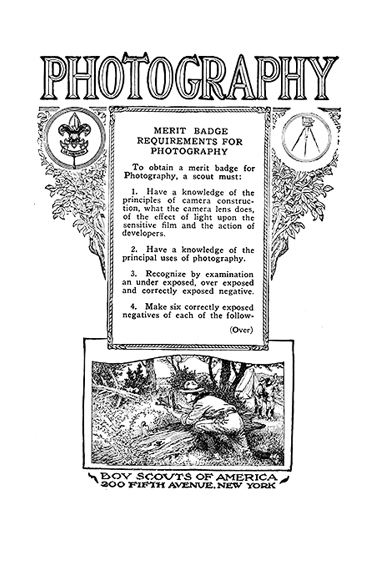 PHOTOGRAPHY
MERIT BADGE
REQUIREMENTS FOR
PHOTOGRAPHY
To obtain a merit badge for
Photography, a scout must:
1. Have a knowledge of the
principles of camera construc-
tion, what the camera lens does,
of the effect of light upon the
sensitive film and the action of
developers.
2. Have a knowledge of the
principal uses of photography.
3. Recognize by examination
an under exposed, over exposed
and correctly exposed negative.
4. Make six correctly exposed
negatives of each of the follow-
(Over)
BOY SCOUTS OF AMERICA
200 FIFTH AVENUE, NEW YORK